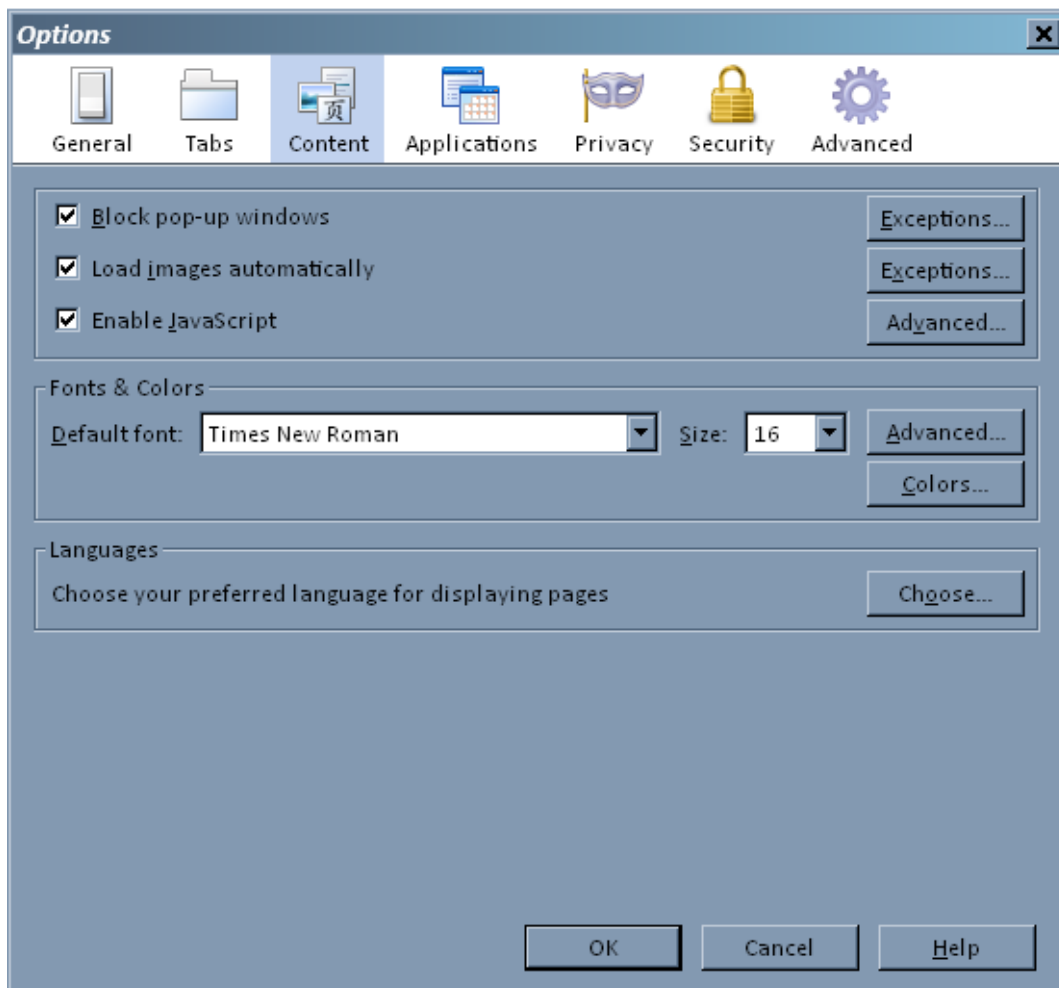 Options
页
General Tabs Content Applications Privacy Security Advanced
Block pop-up windows Exceptions...
Load images automatically Exceptions...
Enable JavaScript Advanced...
Fonts & Colors
Default font: Times New Roman Size: 16 Advanced...
Colors...
Languages
Choose your preferred language for displaying pages Choose...
OK Cancel Help